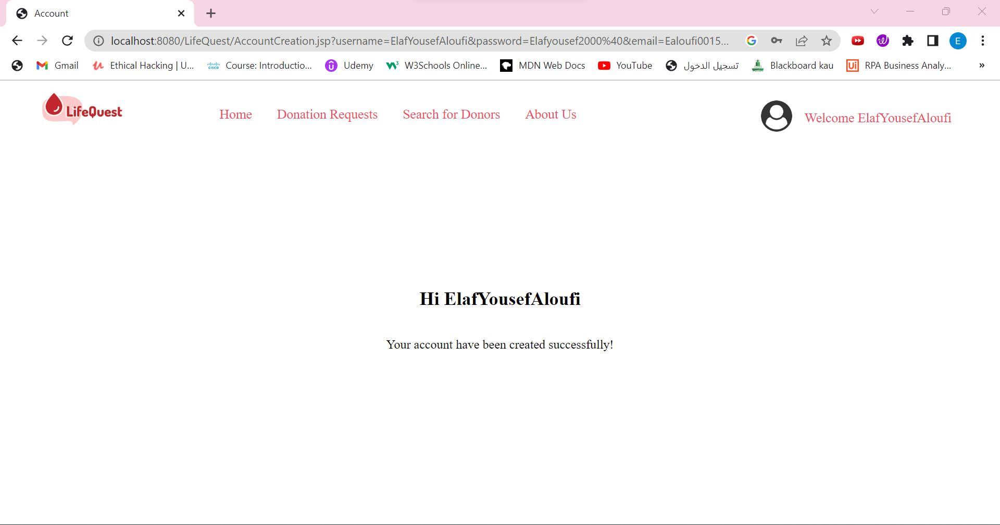 Account
localhost:8080/LifeQuest/AccountCreation.jsp?username=ElafYousefAloufi&password=Elafyousef2000%40&email=Ealoufi0015...
E
Gmail
Ethical Hacking | U...
cisco
Course: Introductio...
Udemy
W3Schools Online...
MDN Web Docs
YouTube
تسجيل الدخول
Blackboard kau
Ui
RPA Business Analy...
»
LifeQuest
Home
Donation Requests
Search for Donors
About Us
Welcome ElafYousefAloufi
Hi ElafYousefAloufi
Your account have been created successfully!